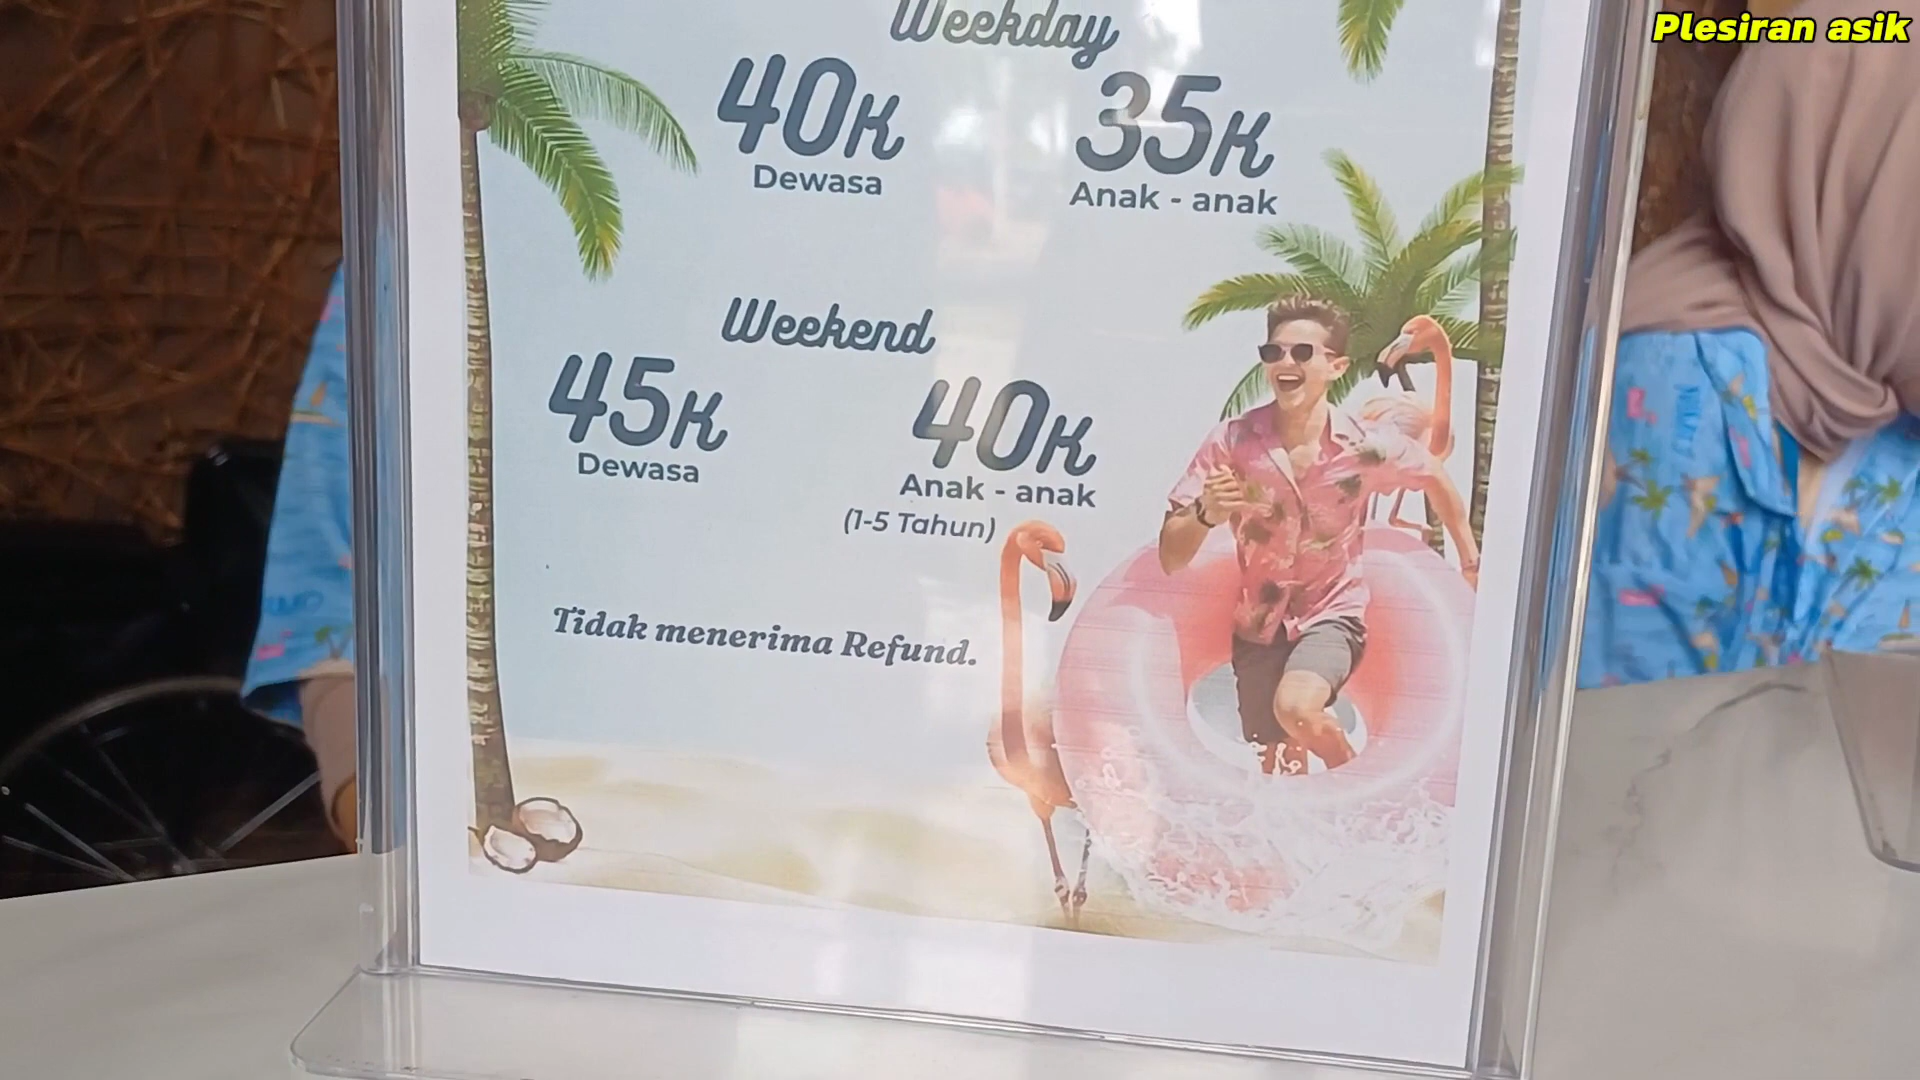 Plesiran asik
Weekday
40K
Dewasa
35K
Anak - anak
Weekend
45K
Dewasa
40K
Anak - anak
(1-5 Tahun)
Tidak menerima Refund.